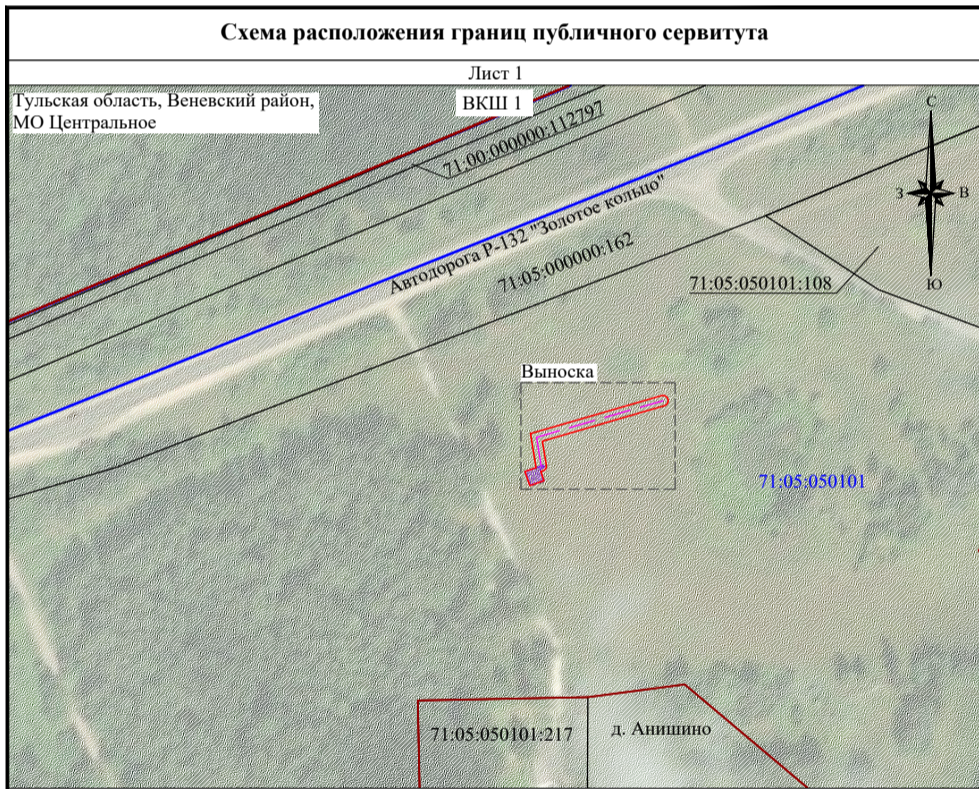 Схема расположения границ публичного сервитута
Лист 1
Тульская область, Веневский район,
МО Центральное
ВКШ 1
71:00:000000:112797
С
З
В
Ю
Автодорога Р-132 "Золотое кольцо"
71:05:000000:162
71:05:050101:108
Выноска
71:05:050101
71:05:050101:217
д. Анишино